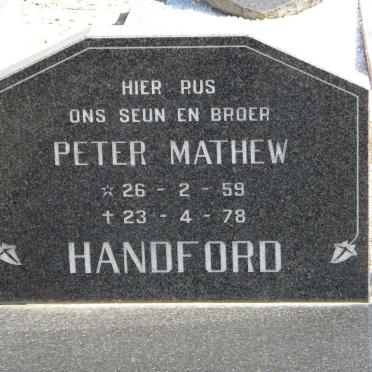 HIER RUS
ONS SEUN EN BROER
PETER MATHEW
☆ 26 - 2 - 59
✝ 23 - 4 - 78
HANDFORD